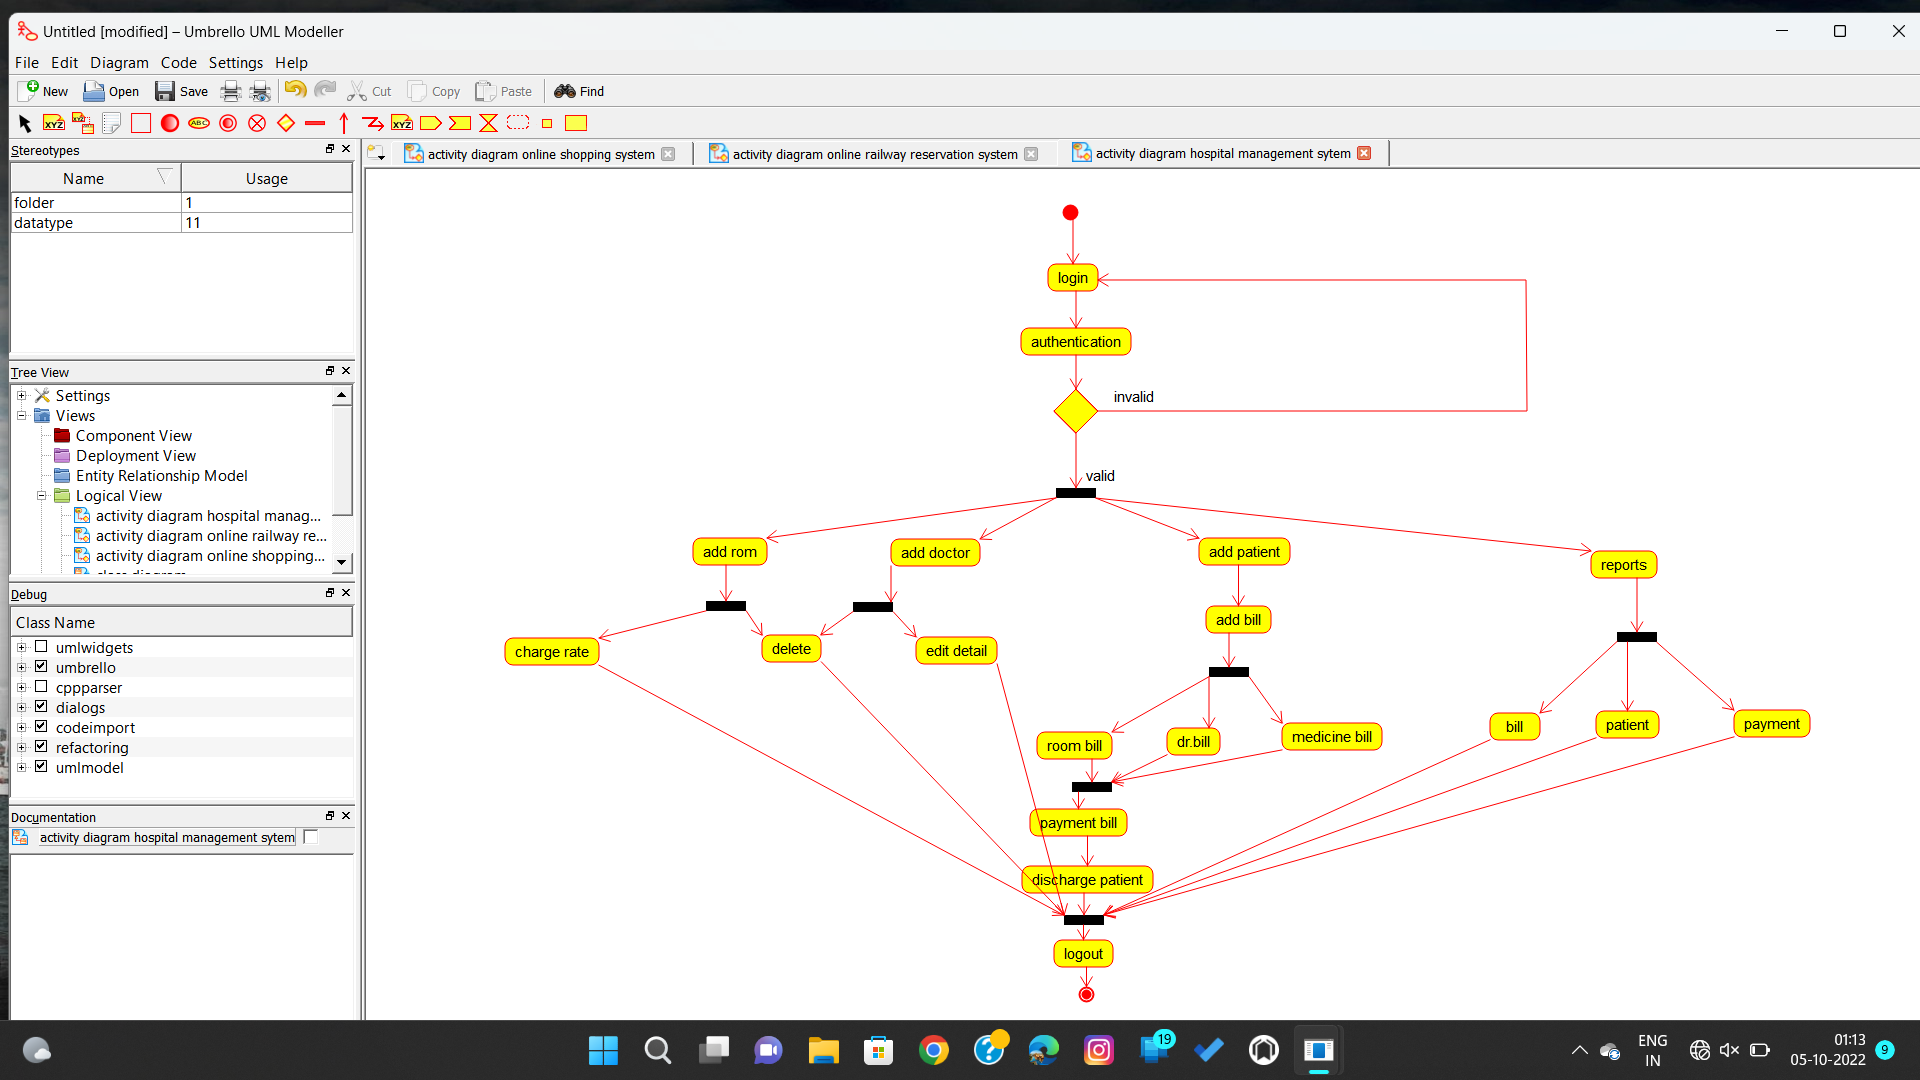 Untitled [modified] – Umbrello UML Modeller
File Edit Diagram Code Settings Help
New Open Save Cut Copy Paste Find
XYZ XYZ ABC XYZ
Stereotypes
activity diagram online shopping system
activity diagram online railway reservation system
activity diagram hospital management sytem
Name Usage
folder 1
datatype 11
Tree View
Settings
Views
Component View
Deployment View
Entity Relationship Model
Logical View
activity diagram hospital manag...
activity diagram online railway re...
activity diagram online shopping...
class diagram
Debug
Class Name
umlwidgets
umbrello
cppparser
dialogs
codeimport
refactoring
umlmodel
Documentation
activity diagram hospital management sytem
login
authentication
invalid
valid
add rom
add doctor
add patient
reports
add bill
charge rate
delete
edit detail
room bill
dr.bill
medicine bill
bill
patient
payment
payment bill
discharge patient
logout
19
ENG
IN
01:13
05-10-2022
9